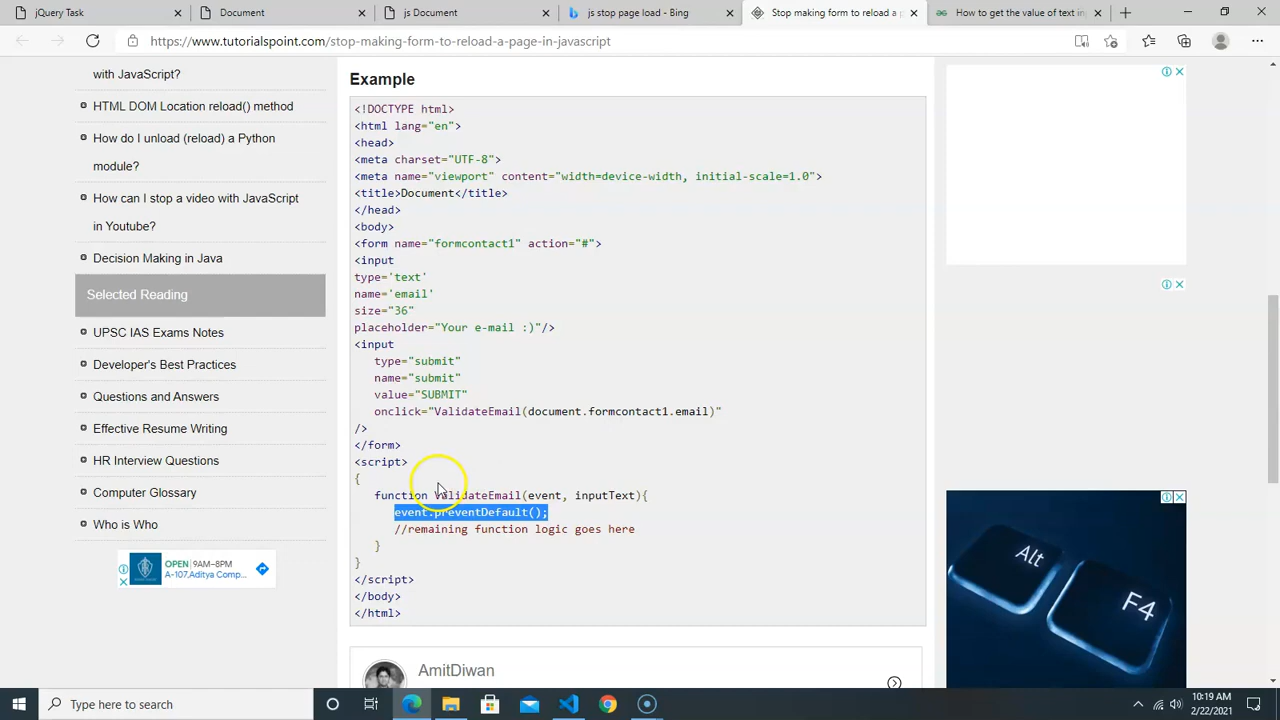 jQuery Task
Document
js Document
js stop page load - Bing
Stop making form to reload a p
How to get the value of text in
https://www.tutorialspoint.com/stop-making-form-to-reload-a-page-in-javascript
with JavaScript?
HTML DOM Location reload() method
How do I unload (reload) a Python
module?
How can I stop a video with JavaScript
in Youtube?
Decision Making in Java
Selected Reading
UPSC IAS Exams Notes
Developer's Best Practices
Questions and Answers
Effective Resume Writing
HR Interview Questions
Computer Glossary
Who is Who
OPEN 9AM–8PM
A-107,Aditya Comp...
Example
<!DOCTYPE html>
<html lang="en">
<head>
<meta charset="UTF-8">
<meta name="viewport" content="width=device-width, initial-scale=1.0">
<title>Document</title>
</head>
<body>
<form name="formcontact1" action="#">
<input
type='text'
name='email'
size="36"
placeholder="Your e-mail :)"/>
<input
type="submit"
name="submit"
value="SUBMIT"
onclick="ValidateEmail(document.formcontact1.email)"
/>
</form>
<script>
{
function ValidateEmail(event, inputText){
event.preventDefault();
//remaining function logic goes here
}
}
</script>
</body>
</html>
AmitDiwan
Alt
F4
Type here to search
10:19 AM
2/22/2021